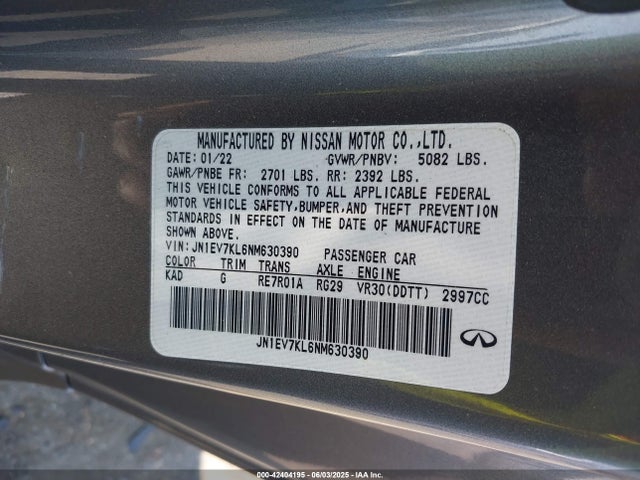 MANUFACTURED BY NISSAN MOTOR CO.,LTD.
DATE: 01/22 GVWR/PNBV: 5082 LBS.
GAWR/PNBE FR: 2701 LBS. RR: 2392 LBS.
THIS VEHICLE CONFORMS TO ALL APPLICABLE FEDERAL
MOTOR VEHICLE SAFETY, BUMPER, AND THEFT PREVENTION
STANDARDS IN EFFECT ON THE DATE OF MANUFACTURE
SHOWN ABOVE.
VIN: JN1EV7KL6NM630390 PASSENGER CAR
COLOR TRIM TRANS AXLE ENGINE
KAD G RE7R01A RG29 VR30(DDTT) 2997CC
JN1EV7KL6NM630390
000-42404195 - 06/03/2025 - IAA Inc.